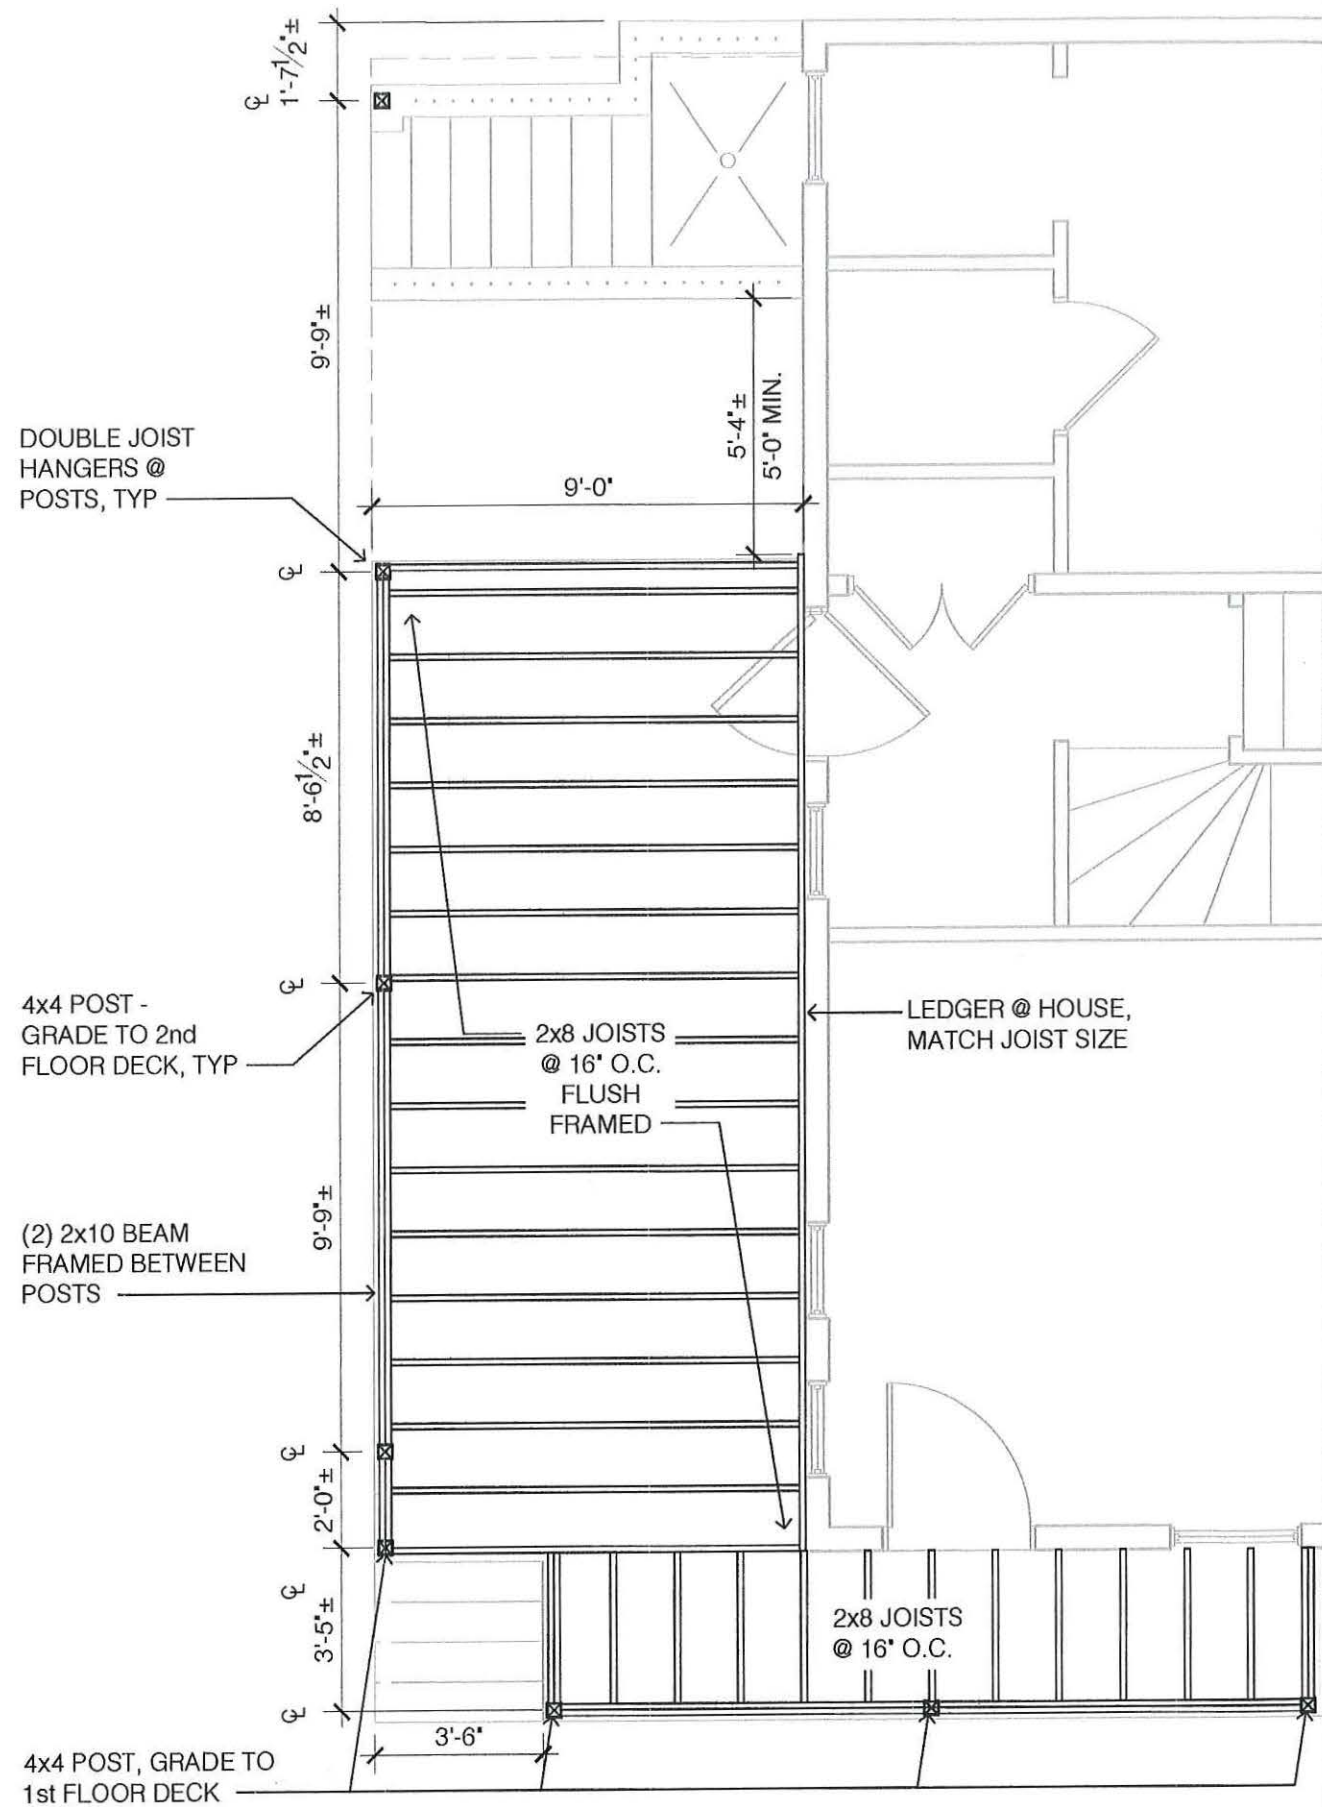 1'-7 1/2"±
℄
9'-9"±
5'-4"±
5'-0" MIN.
DOUBLE JOIST
HANGERS @
POSTS, TYP
9'-0"
℄
8'-6 1/2"±
4x4 POST -
GRADE TO 2nd
FLOOR DECK, TYP
℄
2x8 JOISTS
@ 16" O.C.
FLUSH
FRAMED
LEDGER @ HOUSE,
MATCH JOIST SIZE
9'-9"±
(2) 2x10 BEAM
FRAMED BETWEEN
POSTS
℄
2'-0"±
℄
3'-5"±
2x8 JOISTS
@ 16" O.C.
℄
3'-6"
4x4 POST, GRADE TO
1st FLOOR DECK